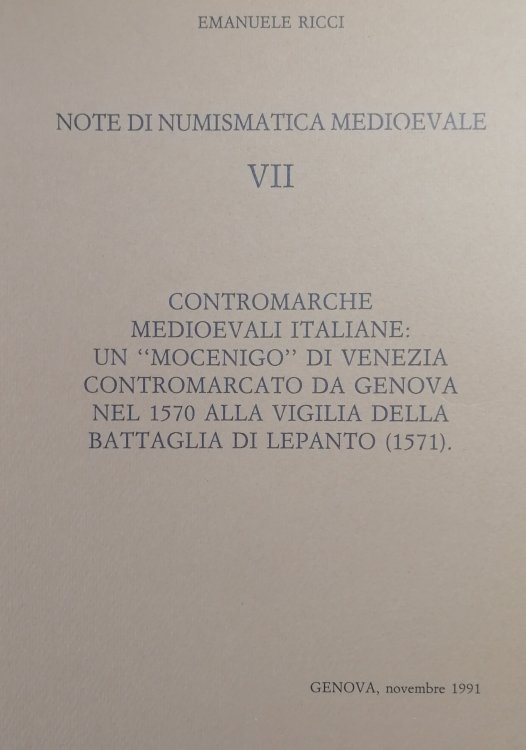 EMANUELE RICCI
NOTE DI NUMISMATICA MEDIOEVALE
VII
CONTROMARCHE
MEDIOEVALI ITALIANE:
UN “MOCENIGO” DI VENEZIA
CONTROMARCATO DA GENOVA
NEL 1570 ALLA VIGILIA DELLA
BATTAGLIA DI LEPANTO (1571).
GENOVA, novembre 1991